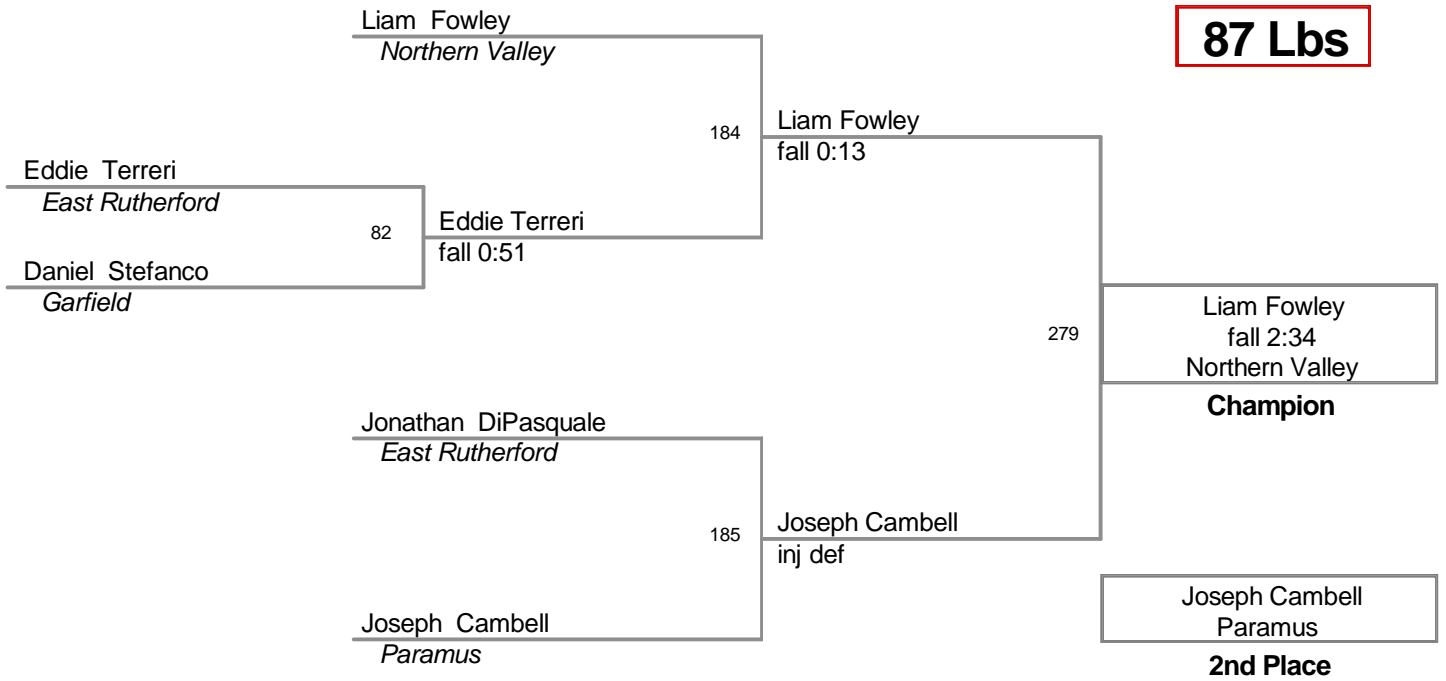 Liam Fowley
Northern Valley
87 Lbs
184
Liam Fowley
fall 0:13
Eddie Terreri
East Rutherford
82
Eddie Terreri
fall 0:51
Daniel Stefanco
Garfield
279
Liam Fowley
fall 2:34
Northern Valley
Champion
Jonathan DiPasquale
East Rutherford
185
Joseph Cambell
inj def
Joseph Cambell
Paramus
Joseph Cambell
Paramus
2nd Place